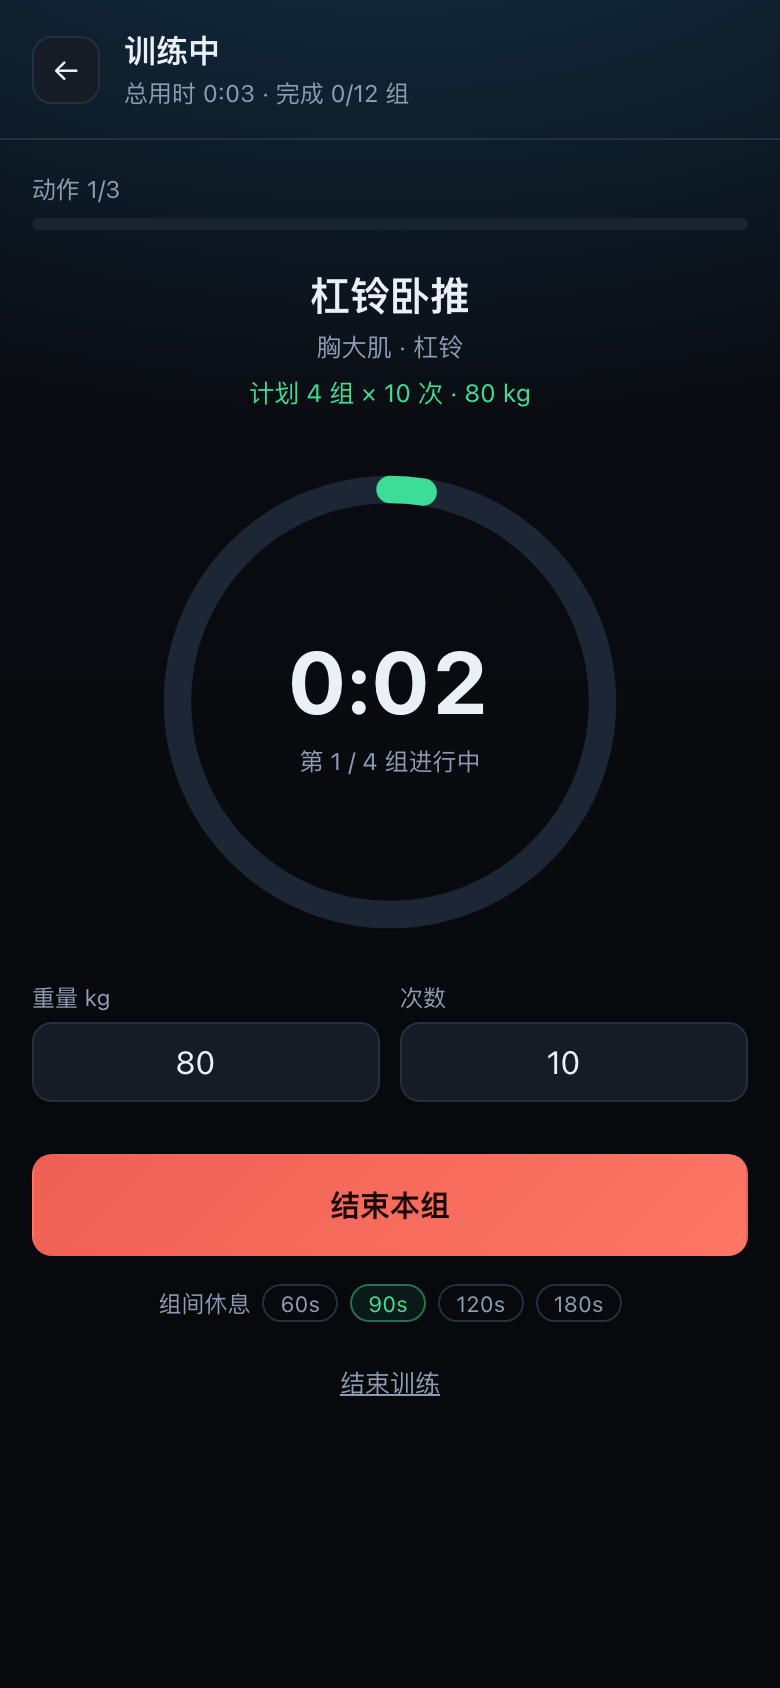 训练中
总用时 0:03 · 完成 0/12 组
动作 1/3
杠铃卧推
胸大肌 · 杠铃
计划 4 组 × 10 次 · 80 kg
0:02
第 1 / 4 组进行中
重量 kg
次数
80
10
结束本组
组间休息 60s 90s 120s 180s
结束训练